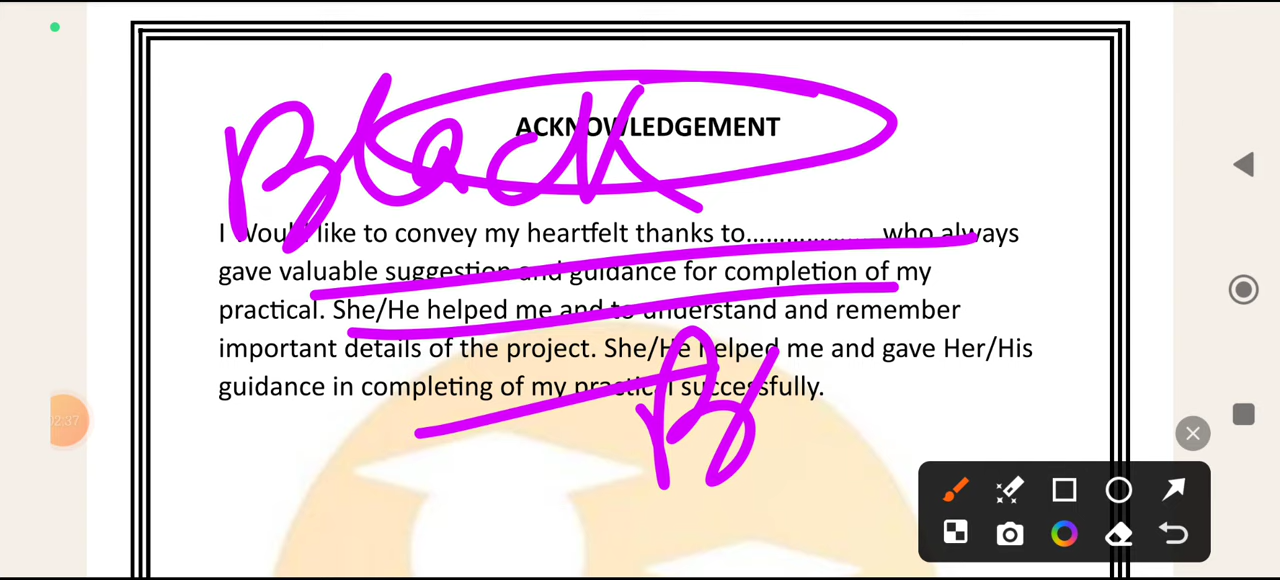 Black
ACKNOWLEDGEMENT
I Would like to convey my heartfelt thanks to.................... who always
gave valuable suggestion and guidance for completion of my
practical. She/He helped me and to understand and remember
important details of the project. She/He helped me and gave Her/His
guidance in completing of my practical successfully.
02:37